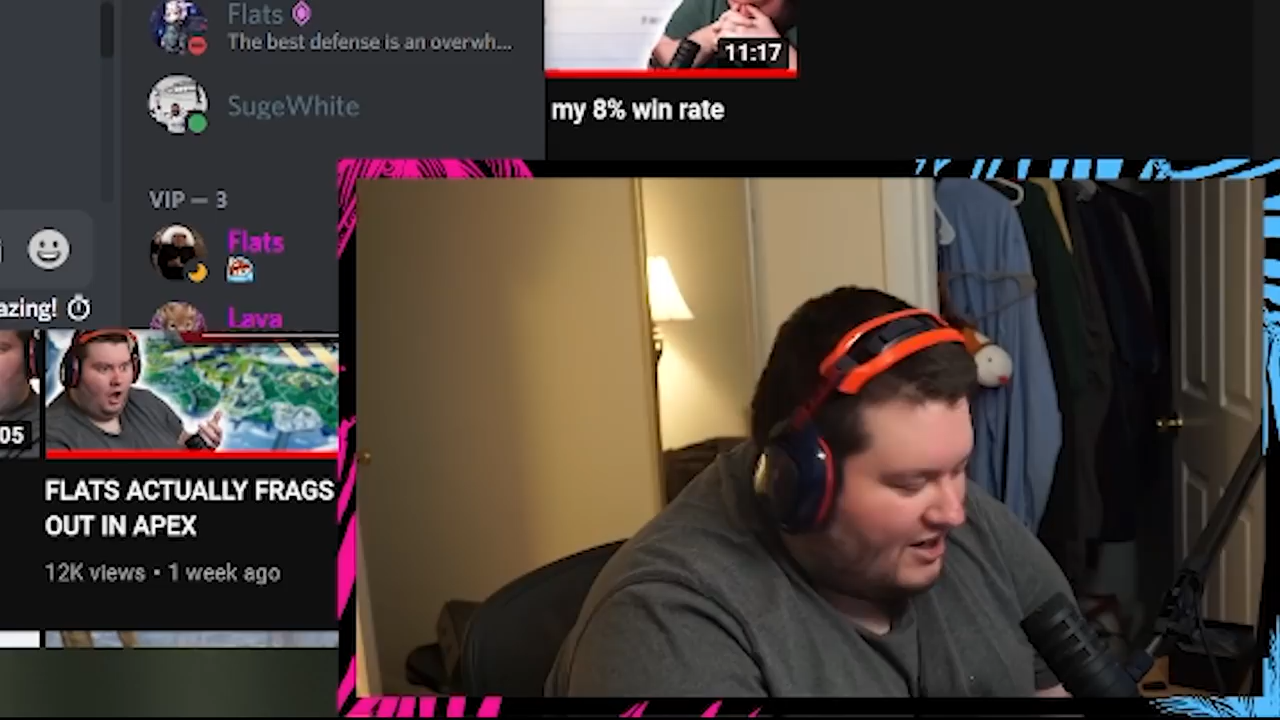 Flats
The best defense is an overwh...
11:17
SugeWhite
my 8% win rate
VIP — 3
Flats
azing!
Lava
05
FLATS ACTUALLY FRAGS
OUT IN APEX
12K views • 1 week ago